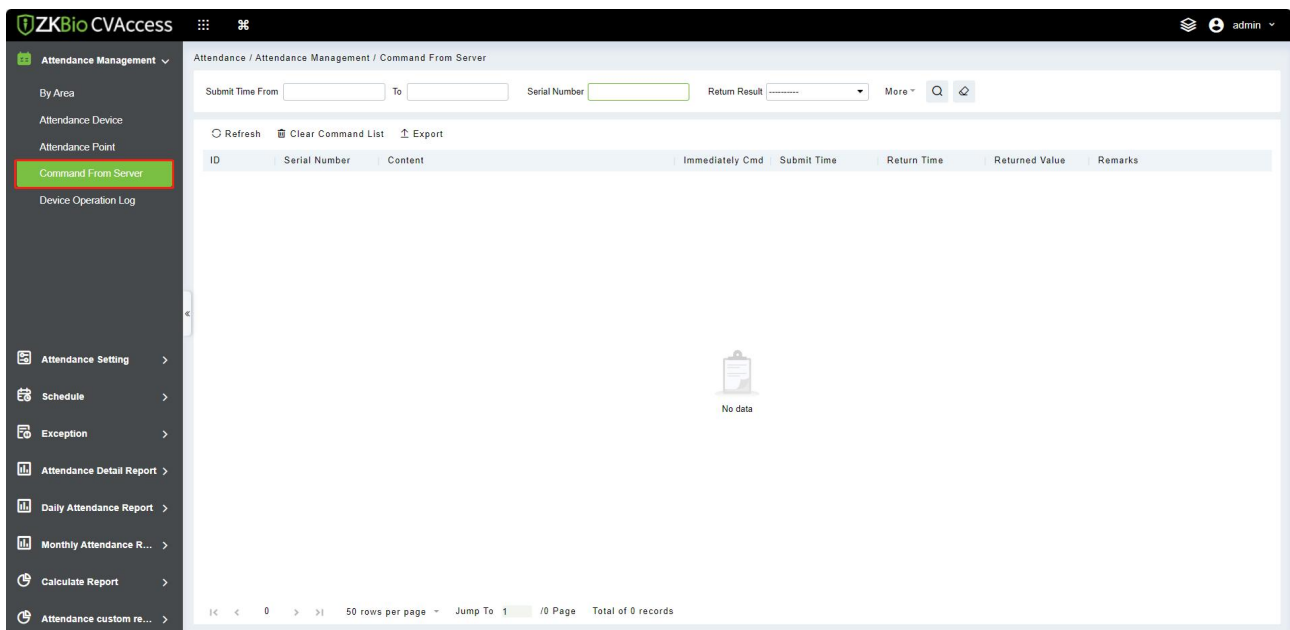 ZKBio CVAccess
admin
Attendance Management
By Area
Attendance Device
Attendance Point
Command From Server
Device Operation Log
Attendance Setting
Schedule
Exception
Attendance Detail Report
Daily Attendance Report
Monthly Attendance R...
Calculate Report
Attendance custom re...
Attendance / Attendance Management / Command From Server
Submit Time From To Serial Number Return Result ---------- More
Refresh Clear Command List Export
ID Serial Number Content Immediately Cmd Submit Time Return Time Returned Value Remarks
No data
0 50 rows per page Jump To 1 /0 Page Total of 0 records